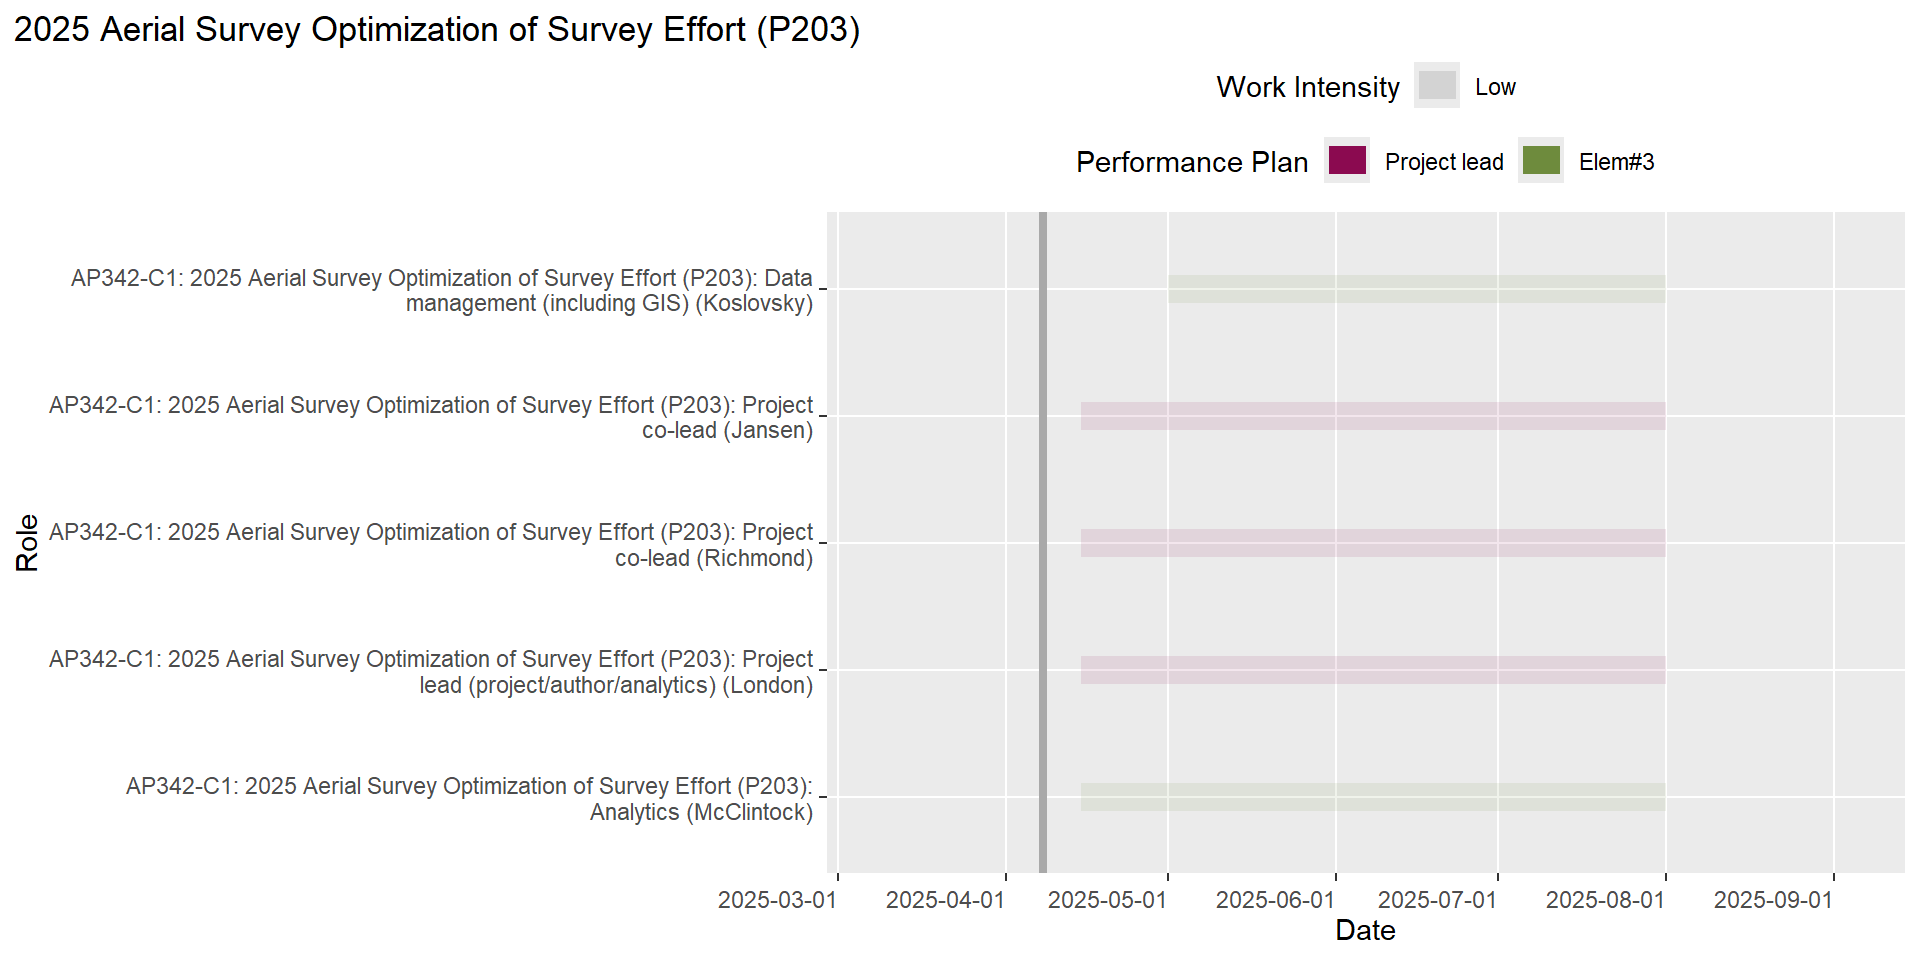 2025 Aerial Survey Optimization of Survey Effort (P203)
Work Intensity Low
Performance Plan Project lead Elem#3
AP342-C1: 2025 Aerial Survey Optimization of Survey Effort (P203): Data
management (including GIS) (Koslovsky)
AP342-C1: 2025 Aerial Survey Optimization of Survey Effort (P203): Project
co-lead (Jansen)
Role
AP342-C1: 2025 Aerial Survey Optimization of Survey Effort (P203): Project
co-lead (Richmond)
AP342-C1: 2025 Aerial Survey Optimization of Survey Effort (P203): Project
lead (project/author/analytics) (London)
AP342-C1: 2025 Aerial Survey Optimization of Survey Effort (P203):
Analytics (McClintock)
2025-03-01 2025-04-01 2025-05-01 2025-06-01 2025-07-01 2025-08-01 2025-09-01
Date